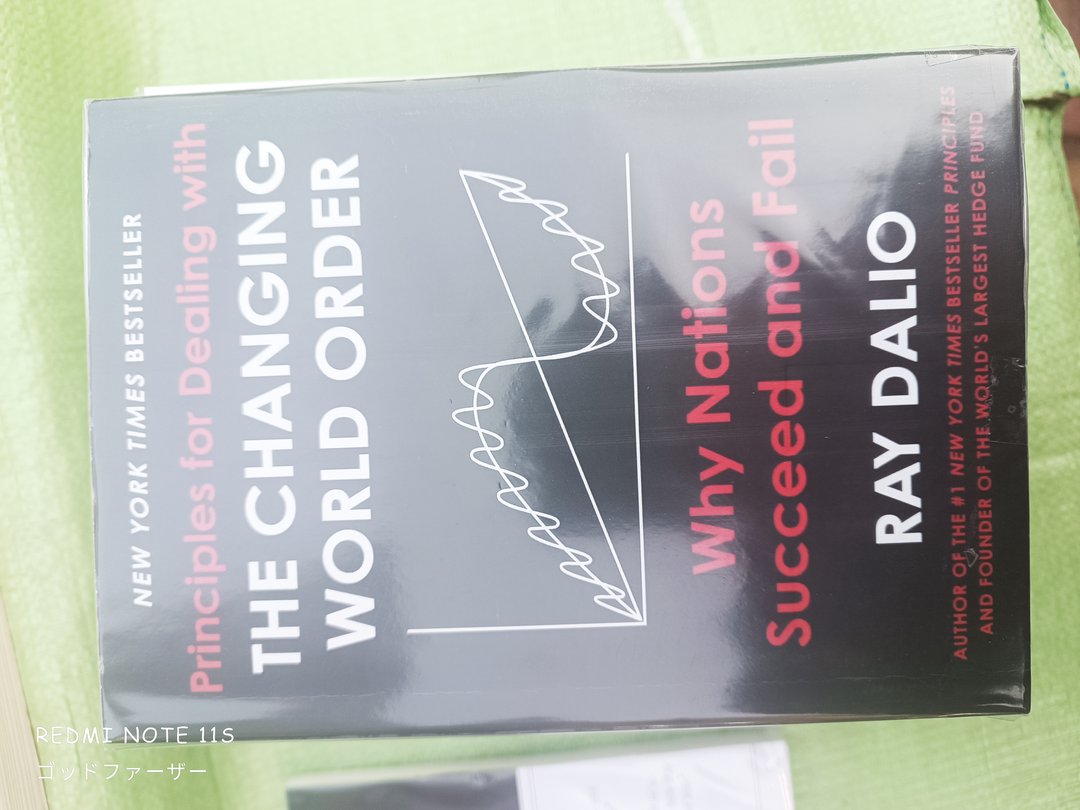 NEW YORK TIMES BESTSELLER
Principles for Dealing with
THE CHANGING
WORLD ORDER
Why Nations
Succeed and Fail
RAY DALIO
AUTHOR OF THE #1 NEW YORK TIMES BESTSELLER PRINCIPLES
AND FOUNDER OF THE WORLD'S LARGEST HEDGE FUND
REDMI NOTE 11S
ゴッドファーザー